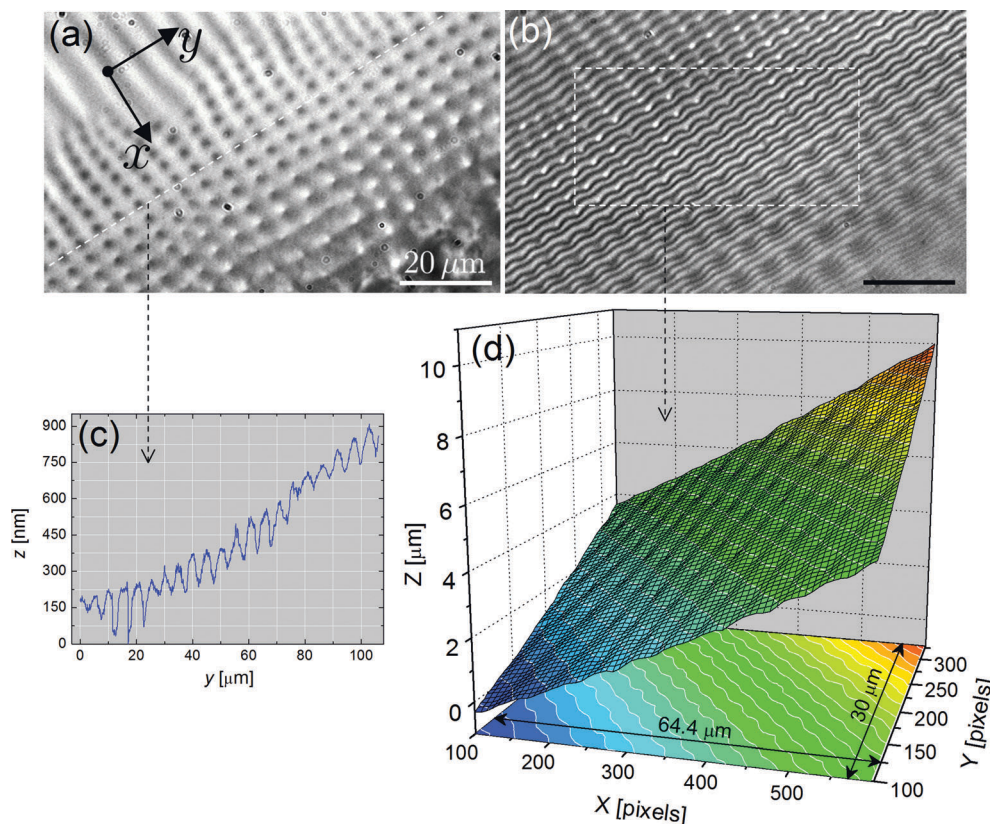 (a)
y
x
20 μm
(b)
(c)
900
750
600
450
300
150
0
z [nm]
0 20 40 60 80 100
y [μm]
(d)
10
8
6
4
2
0
Z [μm]
64.4 μm
30 μm
100 200 300 400 500
X [pixels]
300
250
200
150
100
Y [pixels]